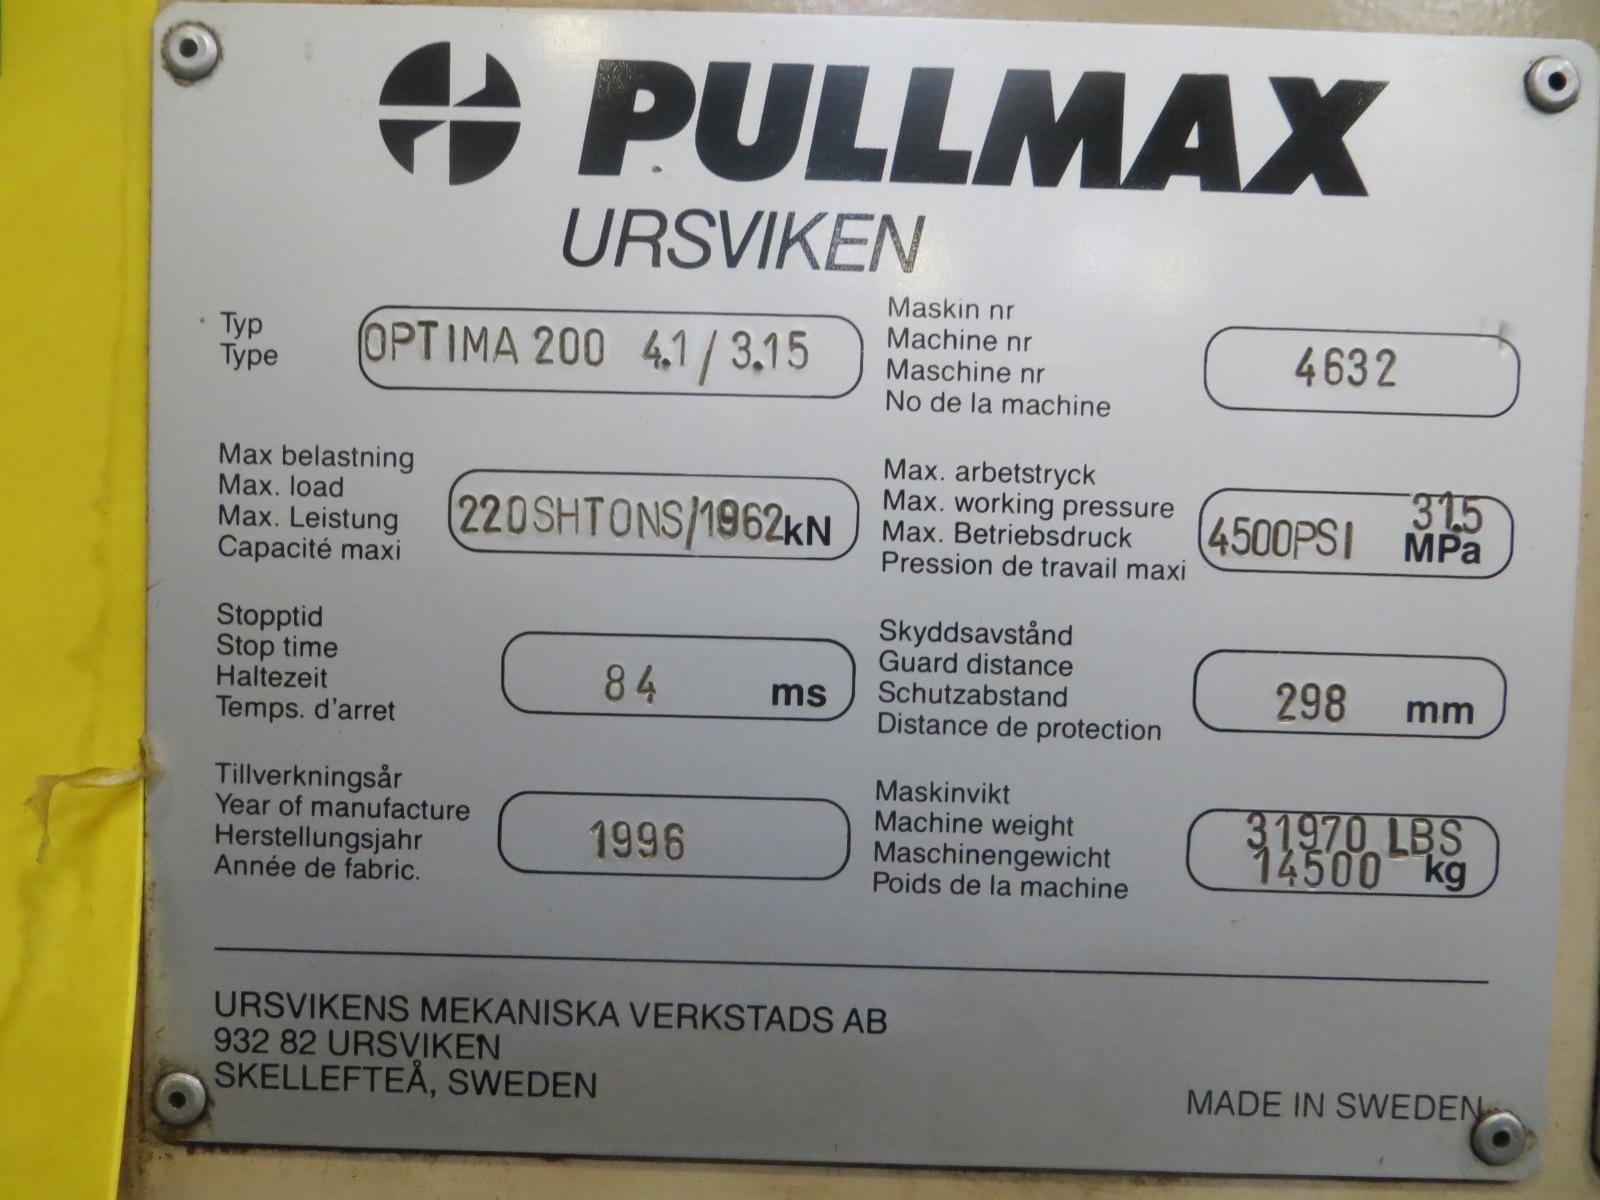 PULLMAX
URSVIKEN
Typ
Type
OPTIMA 200 4.1 / 3.15
Maskin nr
Machine nr
Maschine nr
No de la machine
4632
Max belastning
Max. load
Max. Leistung
Capacité maxi
220SHTONS/1962kN
Max. arbetstryck
Max. working pressure
Max. Betriebsdruck
Pression de travail maxi
4500PSI 31.5
MPa
Stopptid
Stop time
Haltezeit
Temps. d'arret
84 ms
Skyddsavstånd
Guard distance
Schutzabstand
Distance de protection
298 mm
Tillverkningsår
Year of manufacture
Herstellungsjahr
Année de fabric.
1996
Maskinvikt
Machine weight
Maschinengewicht
Poids de la machine
31970 LBS
14500 kg
URSVIKENS MEKANISKA VERKSTADS AB
932 82 URSVIKEN
SKELLEFTEÅ, SWEDEN
MADE IN SWEDEN